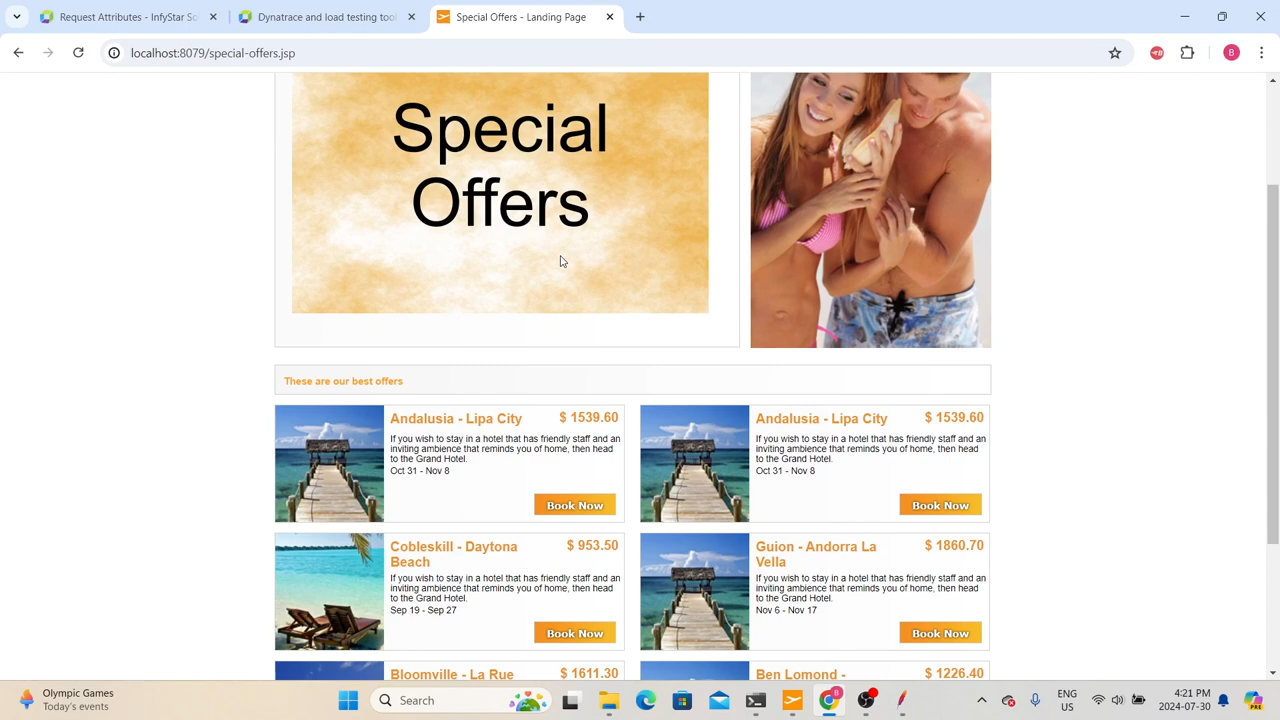 Request Attributes - InfyStar So
Dynatrace and load testing tool
Special Offers - Landing Page
localhost:8079/special-offers.jsp
B
Special
Offers
These are our best offers
Andalusia - Lipa City
$ 1539.60
If you wish to stay in a hotel that has friendly staff and an
inviting ambience that reminds you of home, then head
to the Grand Hotel.
Oct 31 - Nov 8
Book Now
Andalusia - Lipa City
$ 1539.60
If you wish to stay in a hotel that has friendly staff and an
inviting ambience that reminds you of home, then head
to the Grand Hotel.
Oct 31 - Nov 8
Book Now
Cobleskill - Daytona
Beach
$ 953.50
If you wish to stay in a hotel that has friendly staff and an
inviting ambience that reminds you of home, then head
to the Grand Hotel.
Sep 19 - Sep 27
Book Now
Guion - Andorra La
Vella
$ 1860.70
If you wish to stay in a hotel that has friendly staff and an
inviting ambience that reminds you of home, then head
to the Grand Hotel.
Nov 6 - Nov 17
Book Now
Bloomville - La Rue
$ 1611.30
Ben Lomond -
$ 1226.40
Olympic Games
Today's events
Search
ENG
US
4:21 PM
2024-07-30